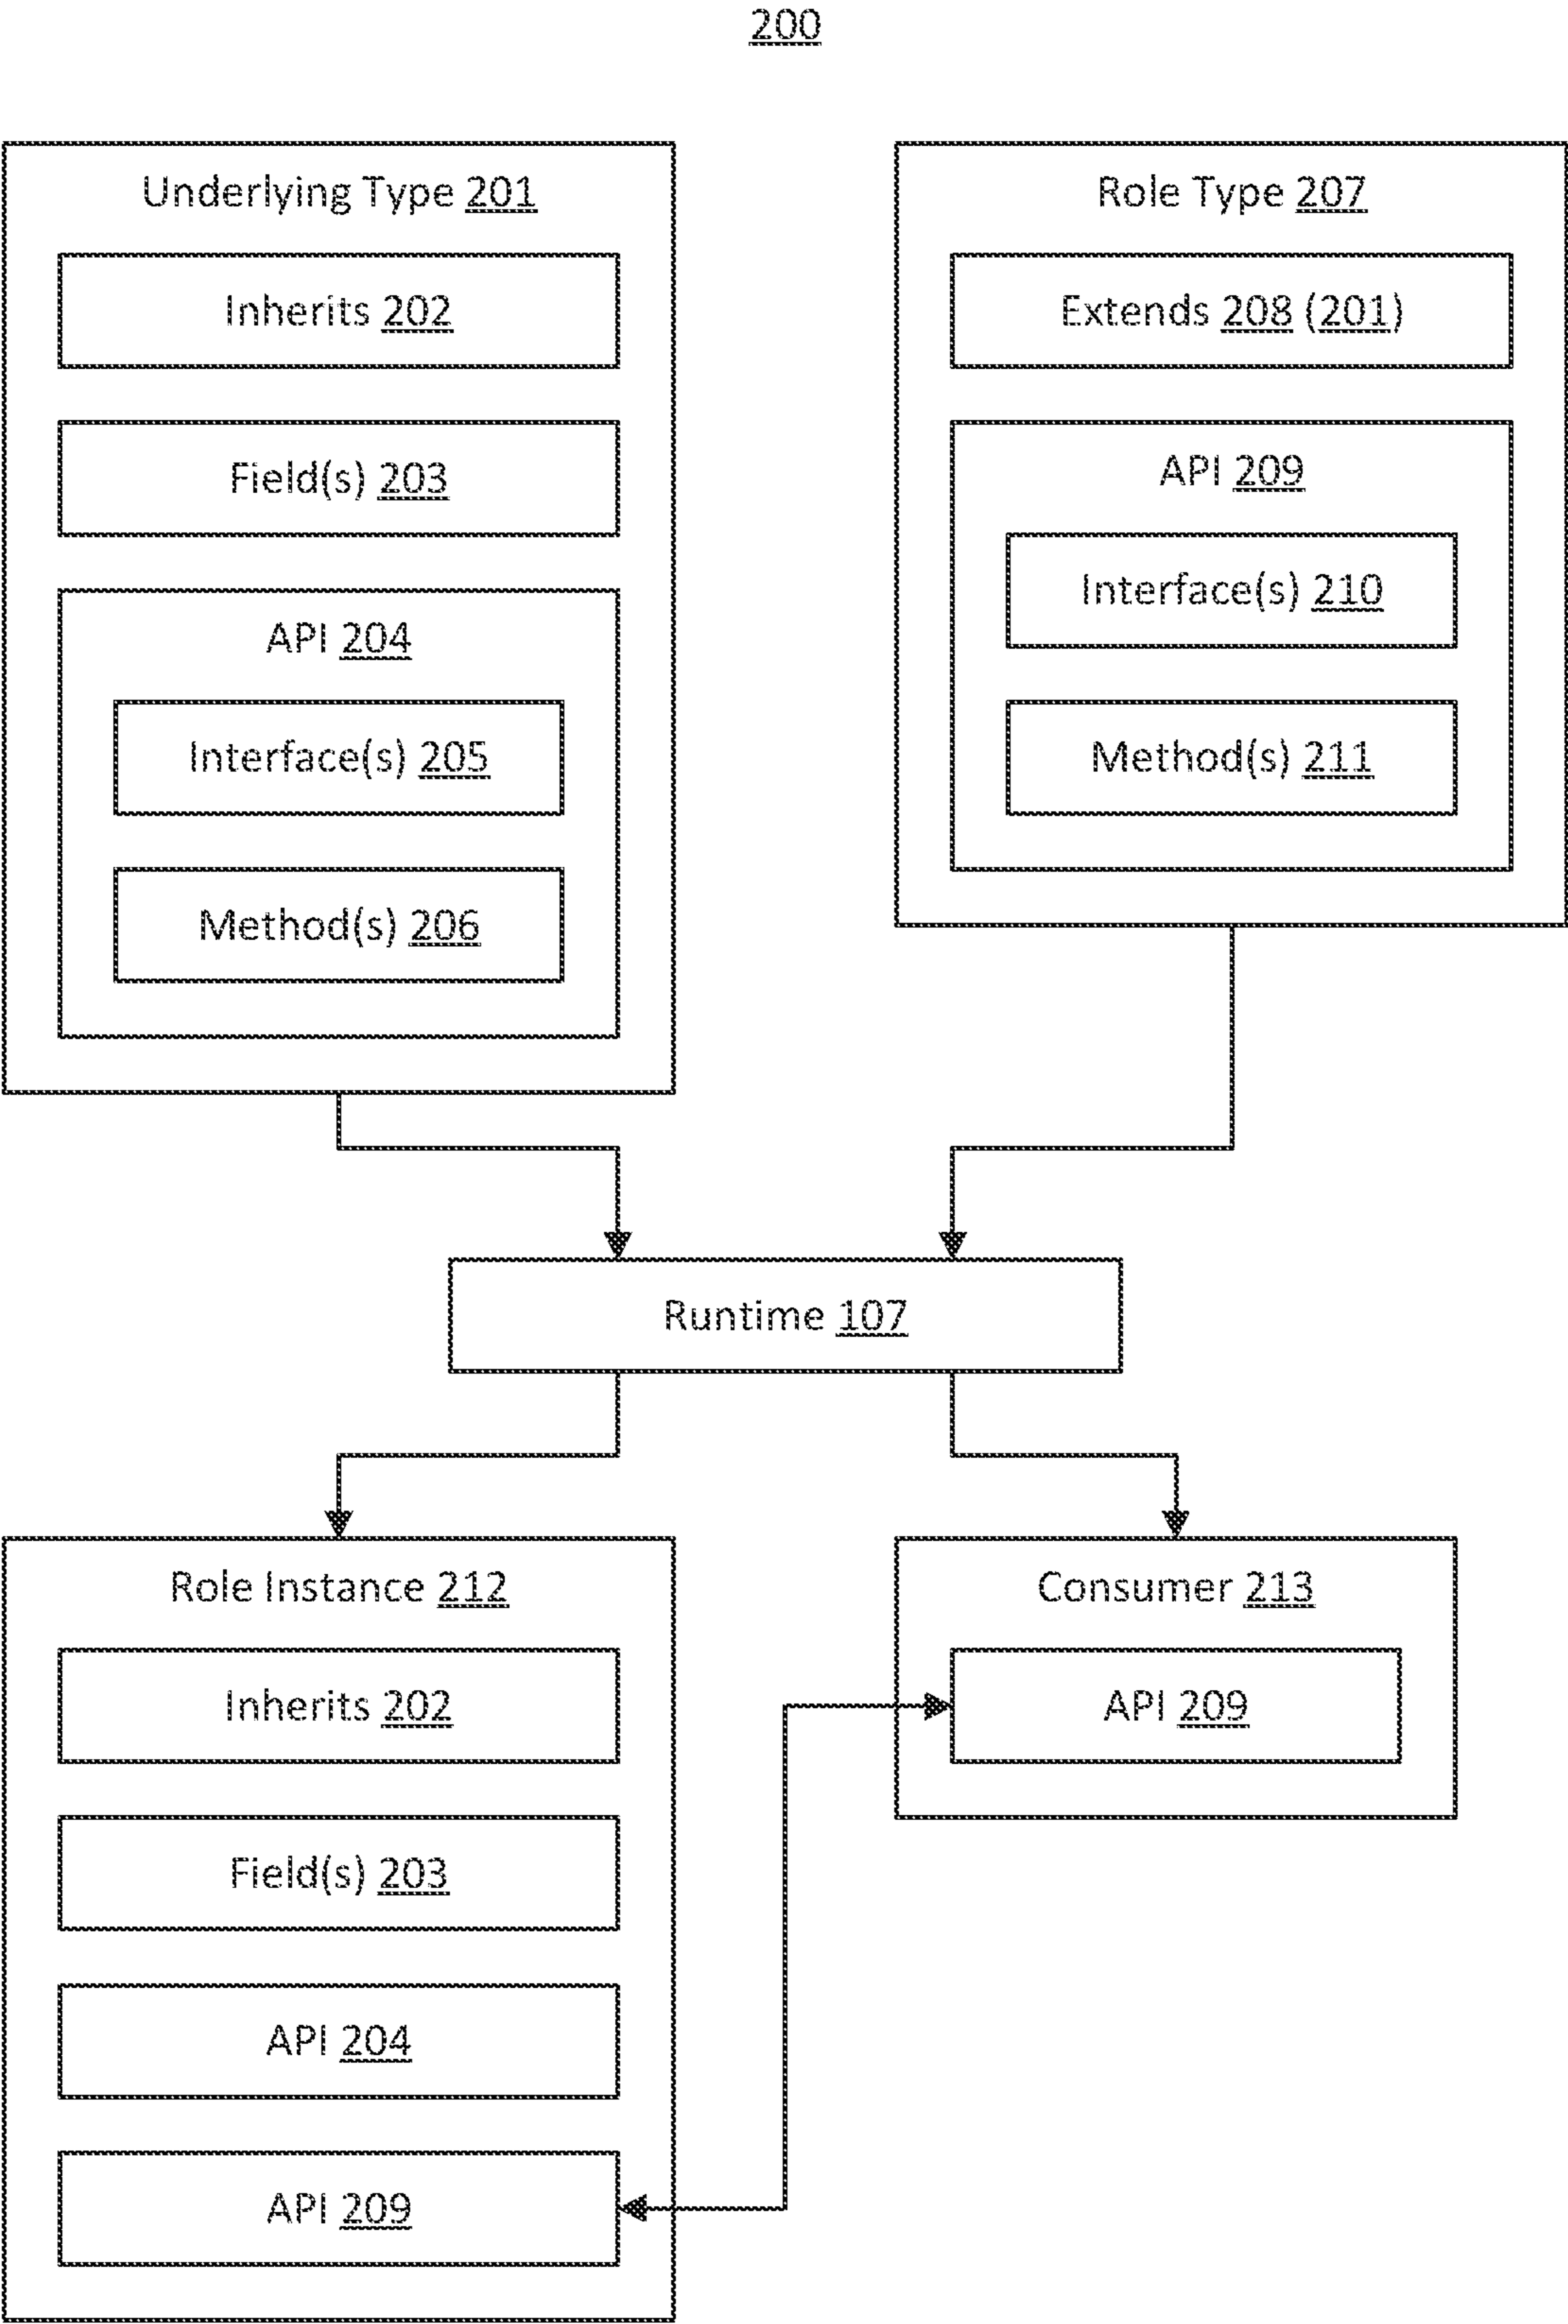 200
Underlying Type 201
Inherits 202
Field(s) 203
API 204
Interface(s) 205
Method(s) 206
Role Type 207
Extends 208 (201)
API 209
Interface(s) 210
Method(s) 211
Runtime 107
Role Instance 212
Inherits 202
Field(s) 203
API 204
API 209
Consumer 213
API 209